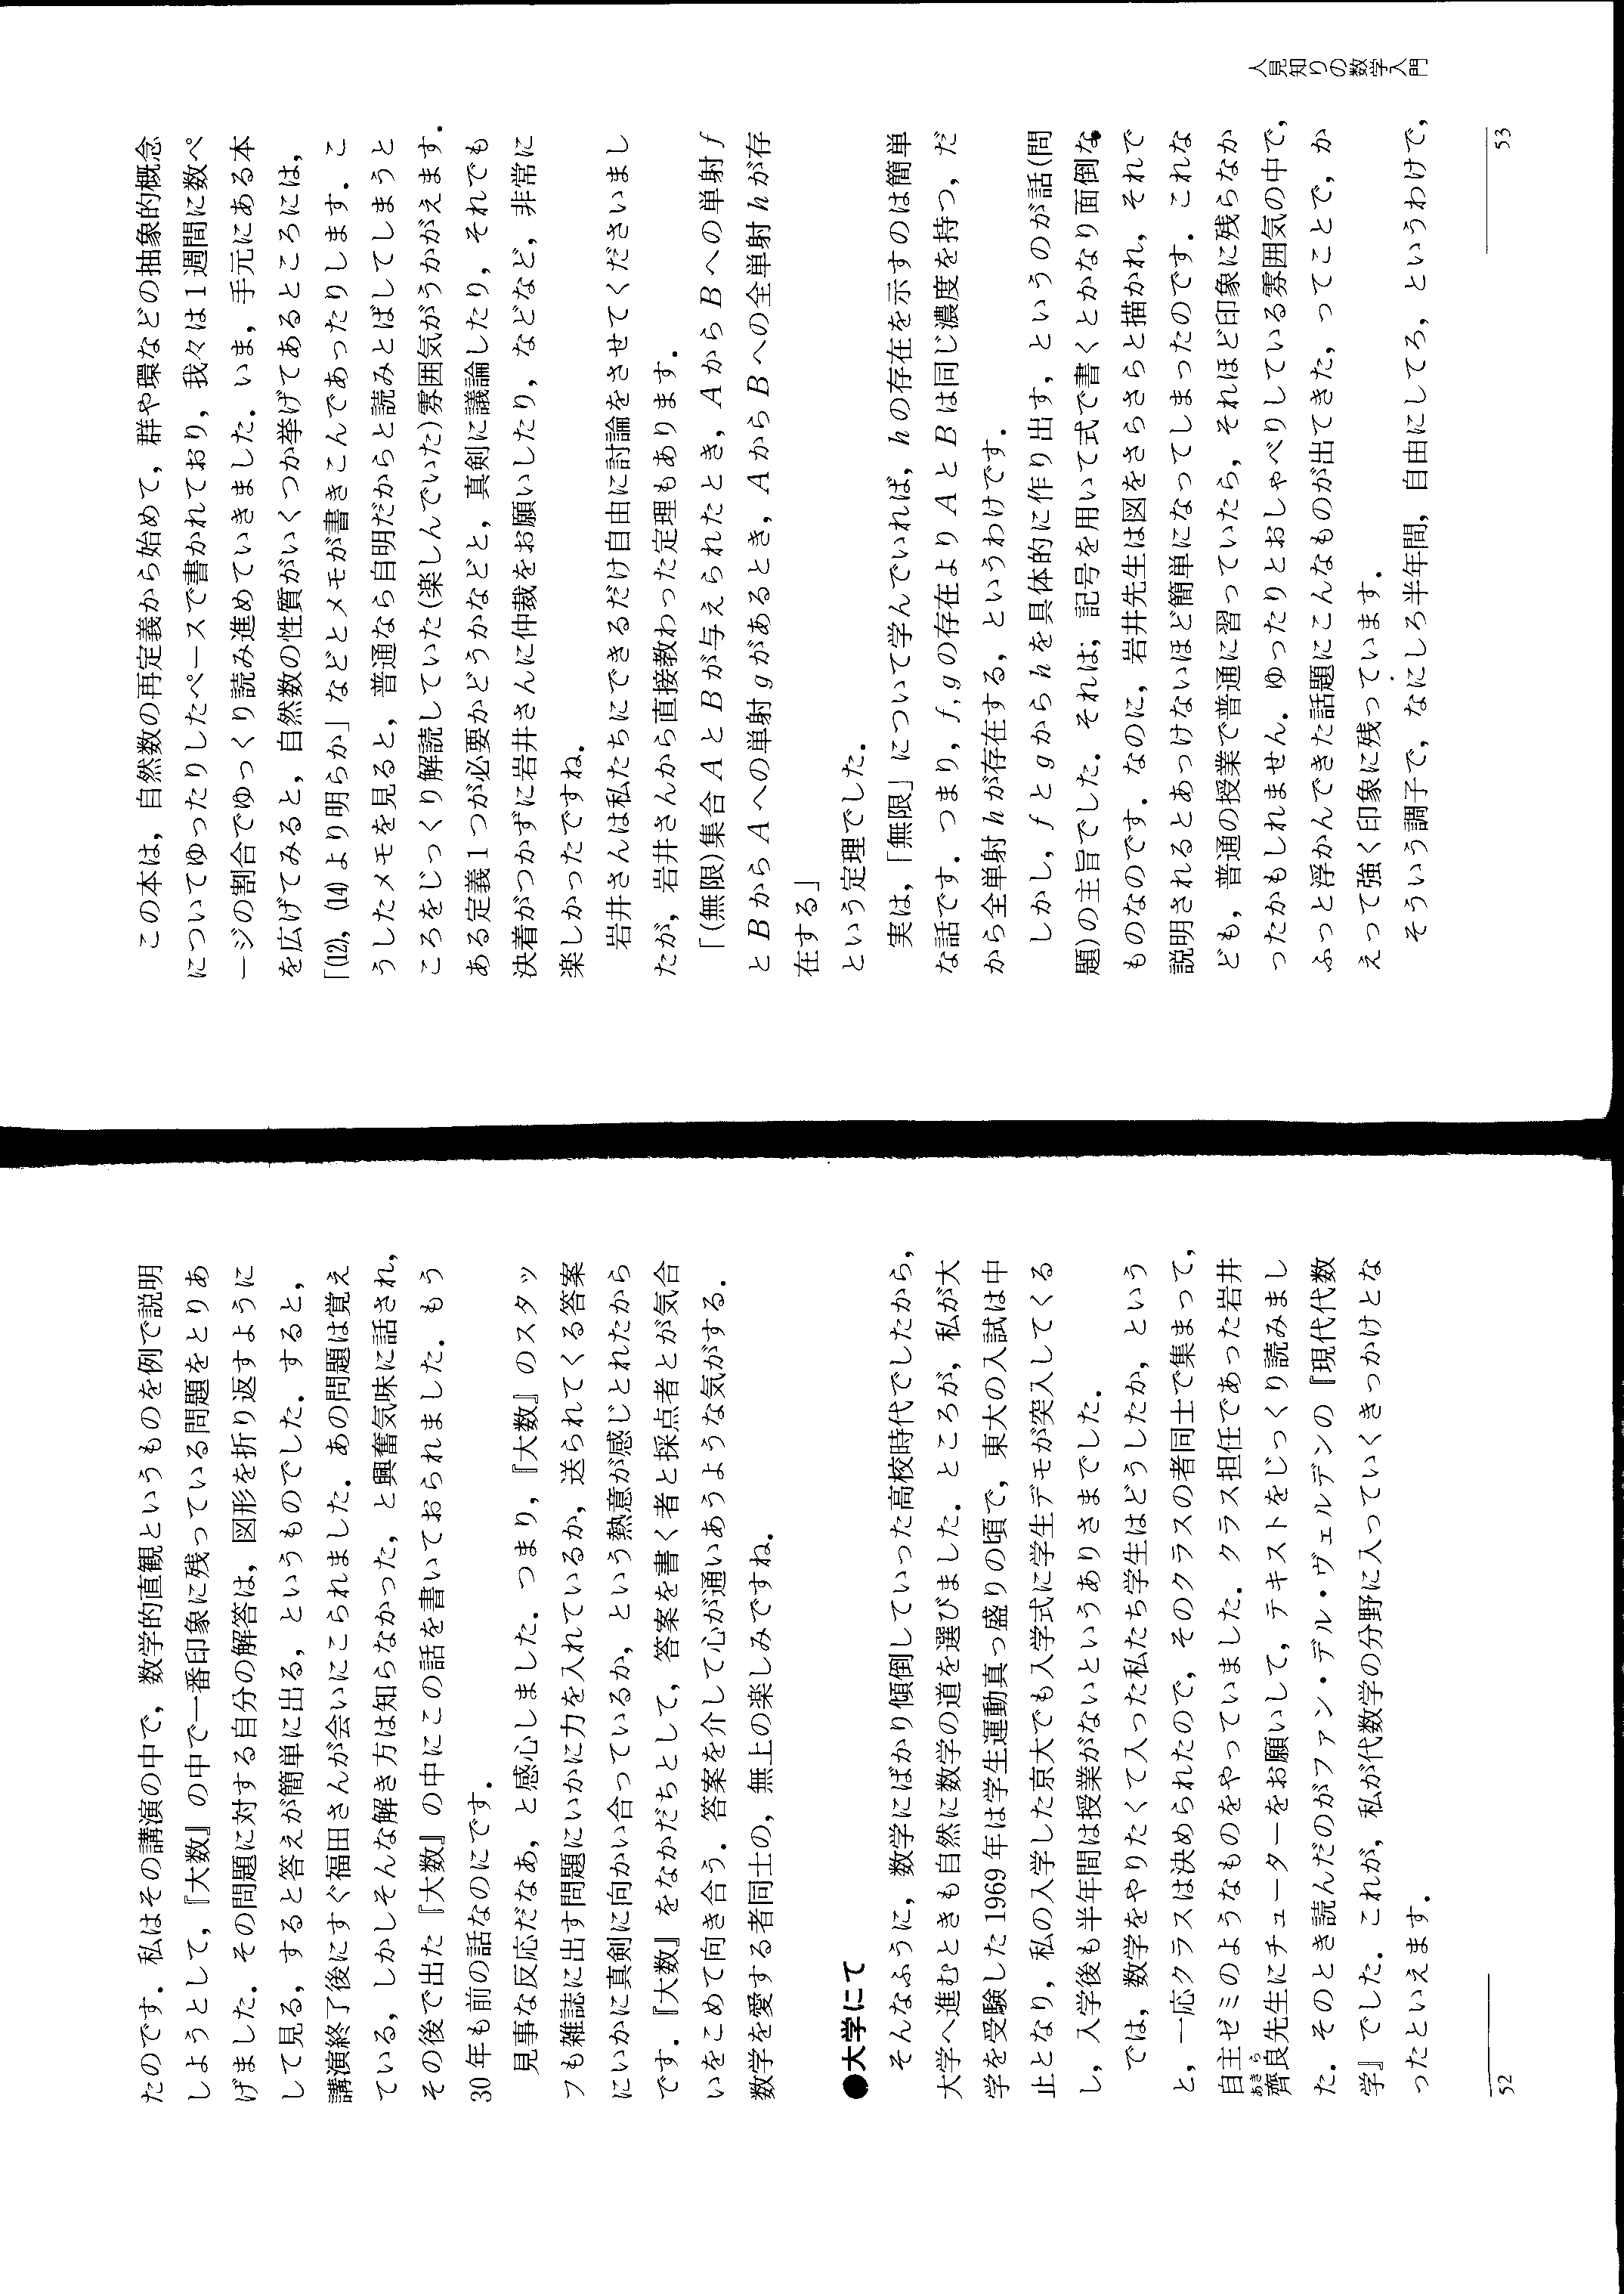 たのです．私はその講演の中で，数学的直観というものを例で説明
しようとして，『大数』の中で一番印象に残っている問題をとりあ
げました．その問題に対する自分の解答は，図形を折り返すように
して見る，すると答えが簡単に出る，というものでした．すると，
講演終了後にすぐ福田さんが会いにこられました．あの問題は覚え
ている，しかしそんな解き方は知らなかった，と興奮気味に話され，
その後で出た『大数』の中にこの話を書いておられました．もう
30年も前の話なのにです．
見事な反応だなあ，と感心しました．つまり，『大数』のスタッ
フも雑誌に出す問題にいかに力を入れているか，送られてくる答案
にいかに真剣に向かい合っているか，という熱意が感じとれたから
です．『大数』をなかだちとして，答案を書く者と採点者とが気合
いをこめて向き合う．答案を介して心が通いあうような気がする．
数学を愛する者同士の，無上の楽しみですね．
●大学にて
そんなふうに，数学にばかり傾倒していった高校時代でしたから，
大学へ進むときも自然に数学の道を選びました．ところが，私が大
学を受験した1969年は学生運動真っ盛りの頃で，東大の入試は中
止となり，私の入学した京大でも入学式に学生デモが突入してくる
し，入学後も半年間は授業がないというありさまでした．
では，数学をやりたくて入った私たち学生はどうしたか，という
と，一応クラスは決められたので，そのクラスの者同士で集まって，
自主ゼミのようなものをやっていました．クラス担任であった岩井
齊良先生にチューターをお願いして，テキストをじっくり読みまし
あきら
た．そのとき読んだのがファン・デル・ヴェルデンの『現代代数
学』でした．これが，私が代数学の分野に入っていくきっかけとな
ったといえます．
52
人見知りの数学入門
この本は，自然数の再定義から始めて，群や環などの抽象的概念
についてゆったりしたペースで書かれており，我々は1週間に数ペ
ージの割合でゆっくり読み進めていきました．いま，手元にある本
を広げてみると，自然数の性質がいくつか挙げてあるところには，
「(12)，(14)より明らか」などとメモが書きこんであったりします．こ
うしたメモを見ると，普通なら自明だからと読みとばしてしまうと
ころをじっくり解読していた(楽しんでいた)雰囲気がうかがえます．
ある定義1つが必要かどうかなどと，真剣に議論したり，それでも
決着がつかずに岩井さんに仲裁をお願いしたり，などなど，非常に
楽しかったですね．
岩井さんは私たちにできるだけ自由に討論をさせてくださいまし
たが，岩井さんから直接教わった定理もあります．
「(無限)集合AとBが与えられたとき，AからBへの単射f
とBからAへの単射gがあるとき，AからBへの全単射hが存
在する」
という定理でした．
実は，「無限」について学んでいれば，hの存在を示すのは簡単
な話です．つまり，f，gの存在よりAとBは同じ濃度を持つ，だ
から全単射hが存在する，というわけです．
しかし，fとgからhを具体的に作り出す，というのが話(問
題)の主旨でした．それは，記号を用いて式で書くとかなり面倒な
ものなのです．なのに，岩井先生は図をさらさらと描かれ，それで
説明されるとあっけないほど簡単になってしまったのです．これな
ども，普通の授業で普通に習っていたら，それほど印象に残らなか
ったかもしれません．ゆったりとおしゃべりしている雰囲気の中で，
ふっと浮かんできた話題にこんなものが出てきた，ってことで，か
えって強く印象に残っています．
そういう調子で，なにしろ半年間，自由にしてろ，というわけで，
53